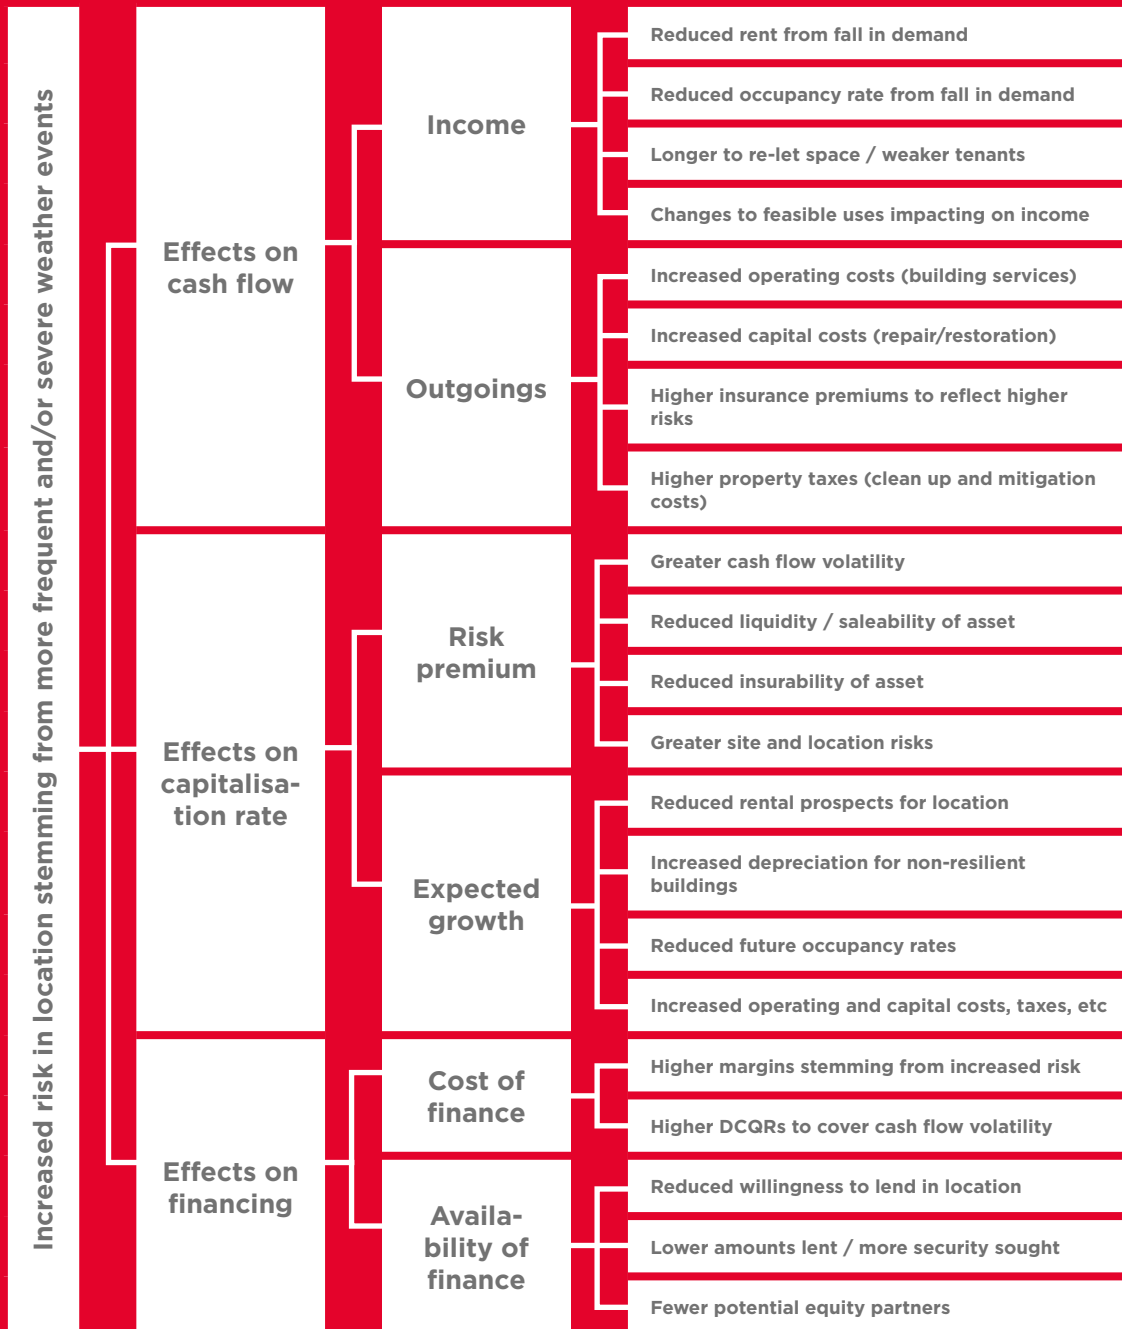 Increased risk in location stemming from more frequent and/or severe weather events
Effects on
cash flow
Income
Reduced rent from fall in demand
Reduced occupancy rate from fall in demand
Longer to re-let space / weaker tenants
Changes to feasible uses impacting on income
Outgoings
Increased operating costs (building services)
Increased capital costs (repair/restoration)
Higher insurance premiums to reflect higher
risks
Higher property taxes (clean up and mitigation
costs)
Effects on
capitalisa-
tion rate
Risk
premium
Greater cash flow volatility
Reduced liquidity / saleability of asset
Reduced insurability of asset
Greater site and location risks
Expected
growth
Reduced rental prospects for location
Increased depreciation for non-resilient
buildings
Reduced future occupancy rates
Increased operating and capital costs, taxes, etc
Effects on
financing
Cost of
finance
Higher margins stemming from increased risk
Higher DCQRs to cover cash flow volatility
Availa-
bility of
finance
Reduced willingness to lend in location
Lower amounts lent / more security sought
Fewer potential equity partners